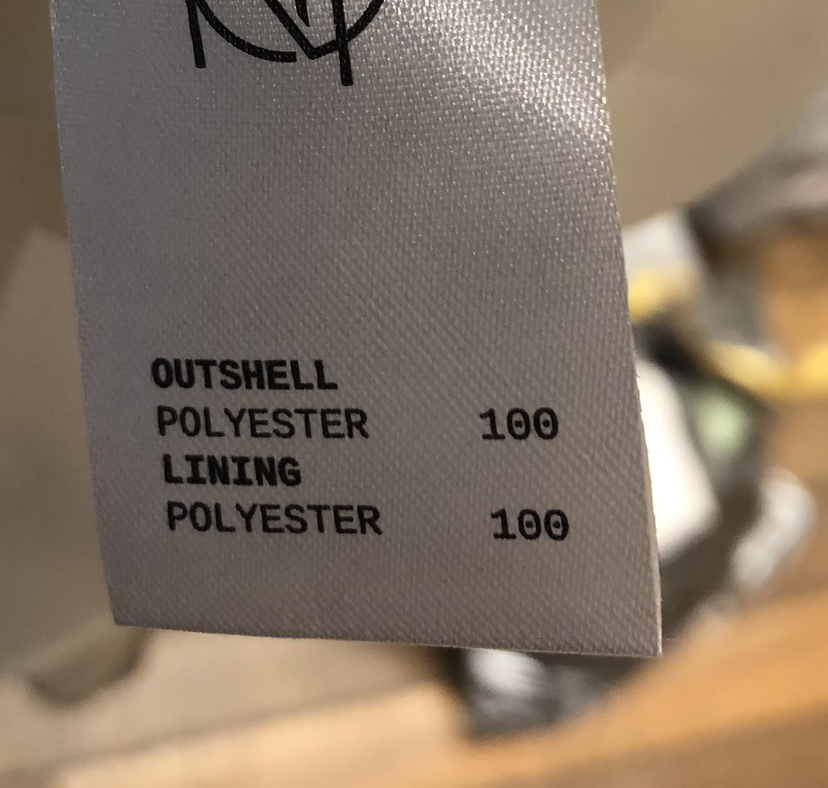 OUTSHELL
POLYESTER 100
LINING
POLYESTER 100